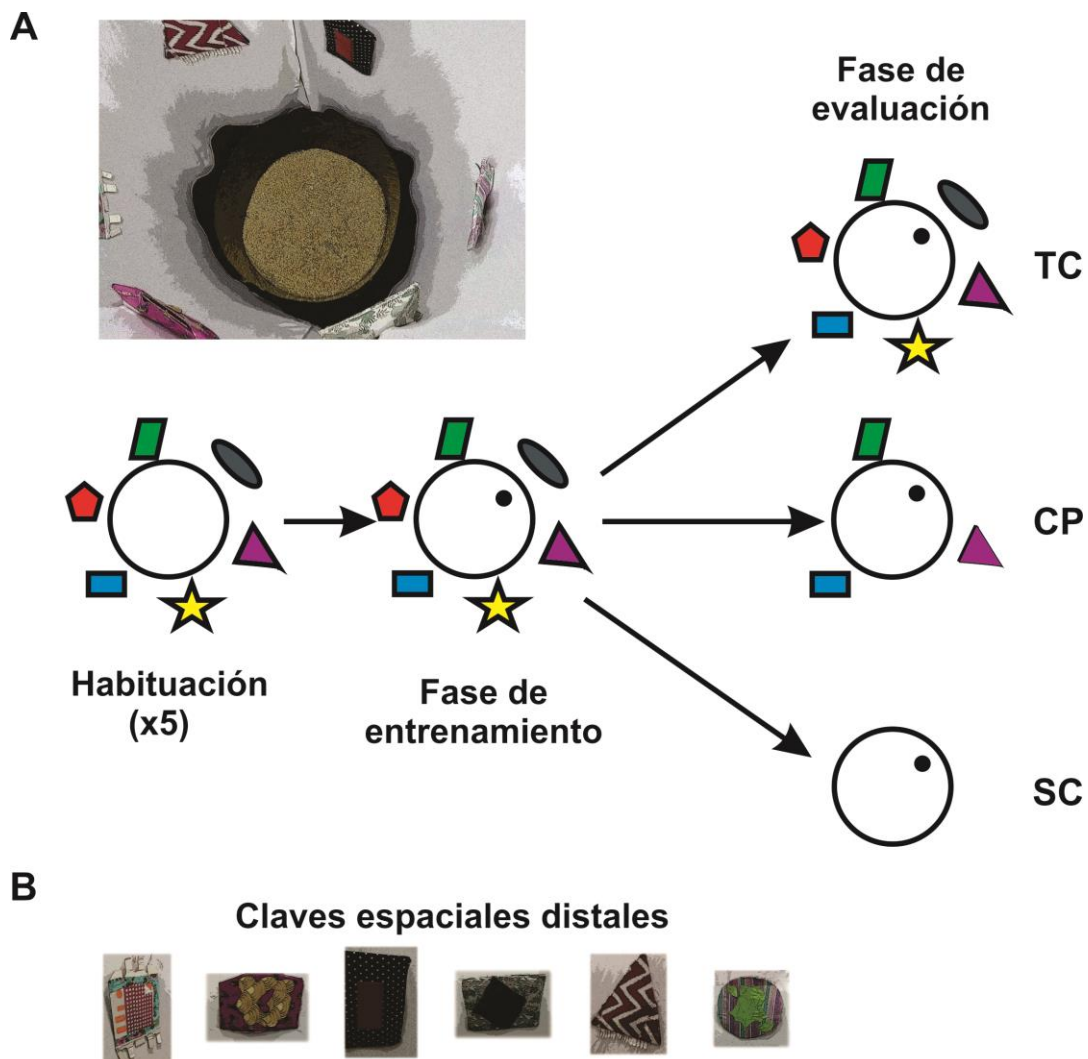 A
Fase de
evaluación
TC
CP
Habituación
(x5)
Fase de
entrenamiento
SC
B
Claves espaciales distales